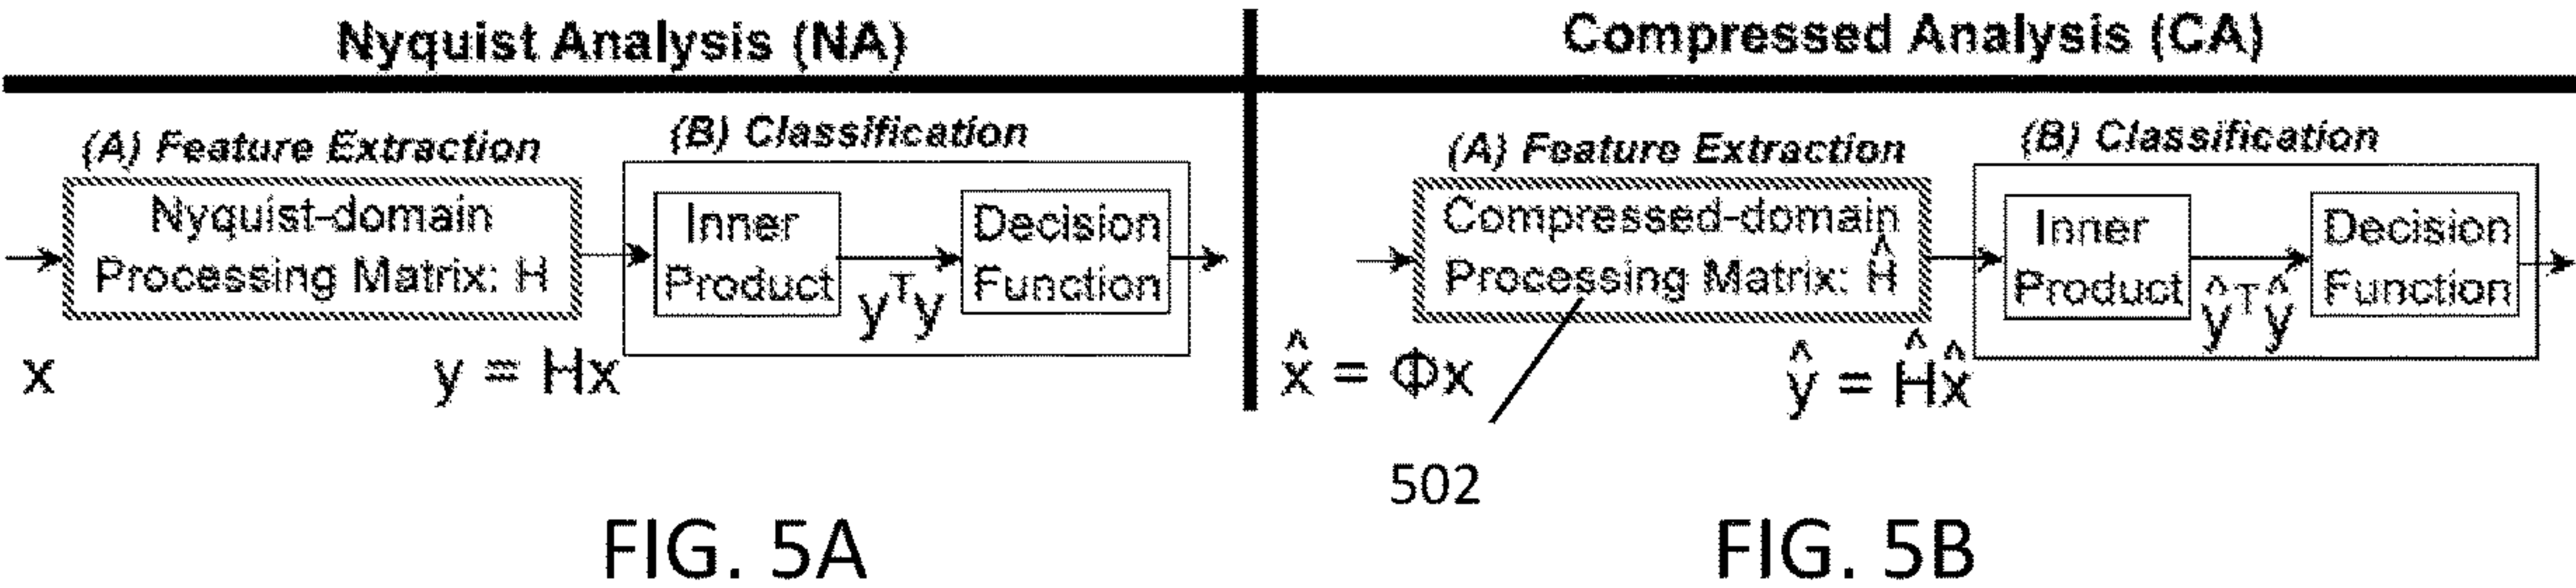 Nyquist Analysis (NA)
(A) Feature Extraction
(B) Classification
Nyquist-domain
Processing Matrix: H
Inner
Product
yᵀy
Decision
Function
x
y = Hx
FIG. 5A
Compressed Analysis (CA)
(A) Feature Extraction
(B) Classification
Compressed-domain
Processing Matrix: Ĥ
Inner
Product
ŷᵀŷ
Decision
Function
x̂ = Φx
ŷ = Ĥx̂
502
FIG. 5B